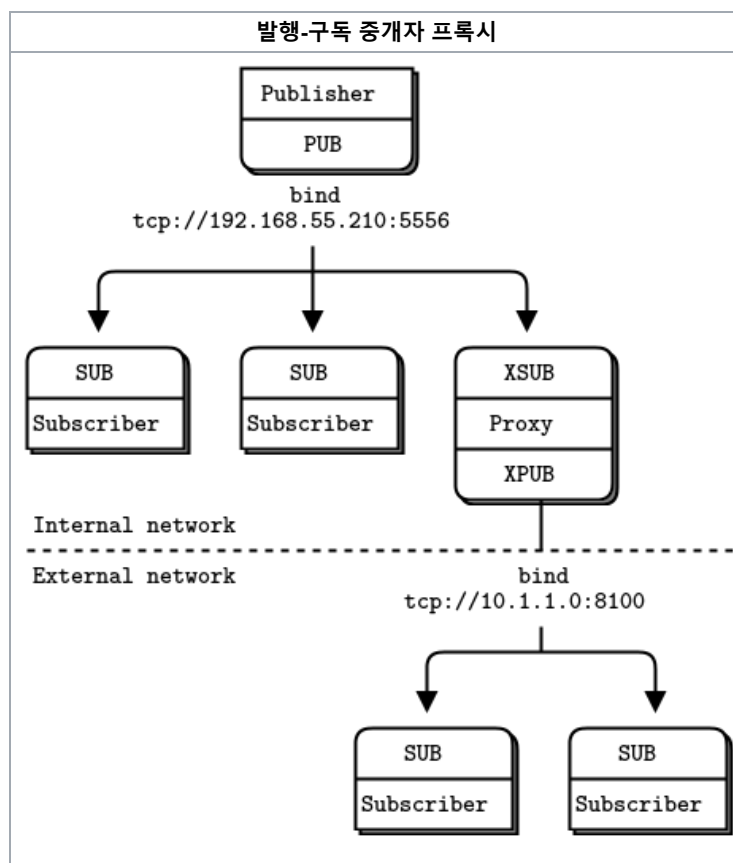 발행-구독 중개자 프록시
Publisher
PUB
bind
tcp://192.168.55.210:5556
SUB
Subscriber
SUB
Subscriber
XSUB
Proxy
XPUB
Internal network
External network
bind
tcp://10.1.1.0:8100
SUB
Subscriber
SUB
Subscriber